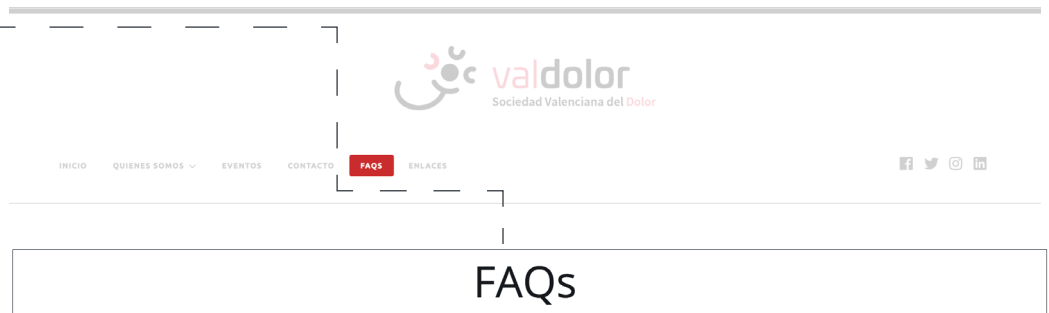 valdolor
Sociedad Valenciana del Dolor
INICIO QUIENES SOMOS EVENTOS CONTACTO FAQS ENLACES
FAQs